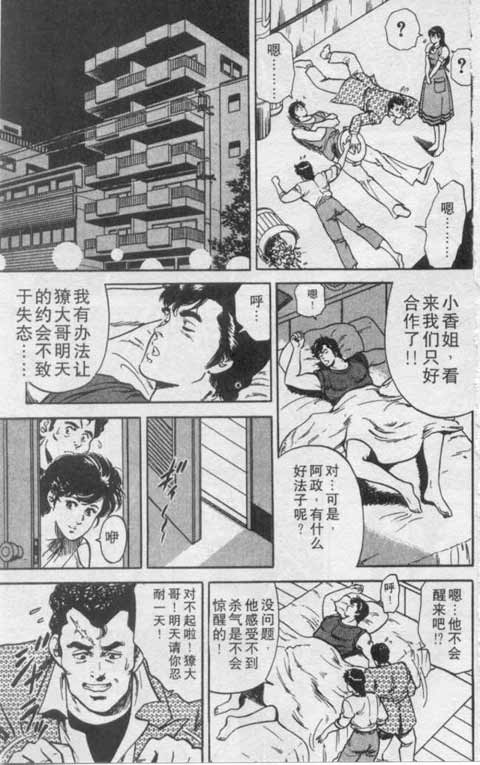 ？
？
嗯………
嗯………
小香姐，看
来我们只好
合作了!!
嗯！
呼…
我有办法让
獠大哥明天
的约会不致
于失态……
对…可是，
阿政，有什么
好法子呢？
咿
嗯…他不会
醒来吧!?
呼！
没问题，
他感受不到
杀气是不会
惊醒的！
对不起啦！獠大
哥！明天请你忍
耐一天！